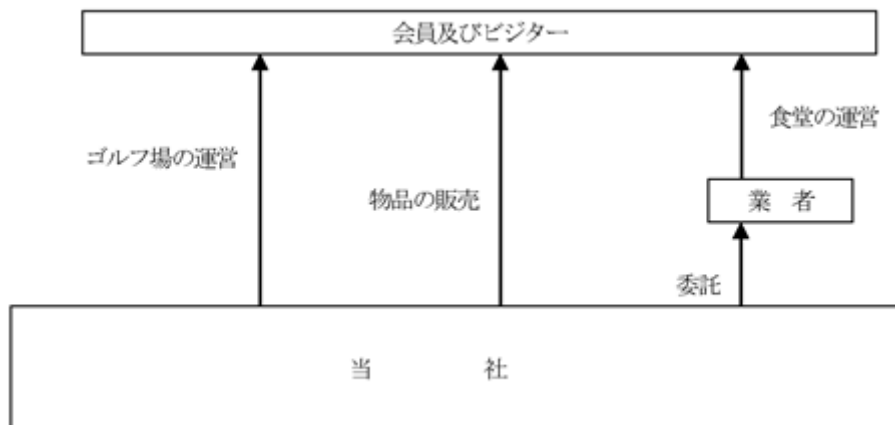 会員及びビジター
食堂の運営
ゴルフ場の運営
物品の販売
業 者
委託
当 社